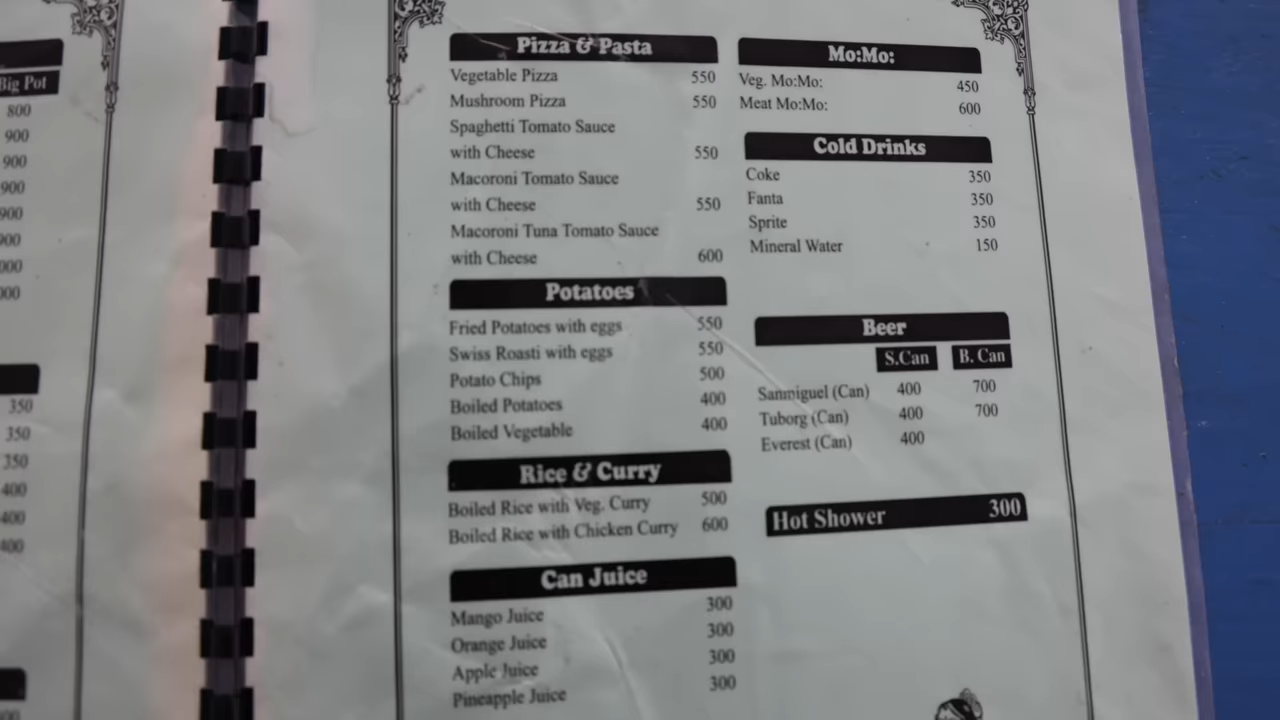 Big Pot
800
900
900
900
900
900
350
350
350
400
400
400
Pizza & Pasta
Vegetable Pizza 550
Mushroom Pizza 550
Spaghetti Tomato Sauce
with Cheese 550
Macoroni Tomato Sauce
with Cheese 550
Macoroni Tuna Tomato Sauce
with Cheese 600
Potatoes
Fried Potatoes with eggs 550
Swiss Roasti with eggs 550
Potato Chips 500
Boiled Potatoes 400
Boiled Vegetable 400
Rice & Curry
Boiled Rice with Veg. Curry 500
Boiled Rice with Chicken Curry 600
Can Juice
Mango Juice 300
Orange Juice 300
Apple Juice 300
Pineapple Juice 300
Mo:Mo:
Veg. Mo:Mo: 450
Meat Mo:Mo: 600
Cold Drinks
Coke 350
Fanta 350
Sprite 350
Mineral Water 150
Beer
S.Can B. Can
Sanmiguel (Can) 400 700
Tuborg (Can) 400 700
Everest (Can) 400
Hot Shower 300